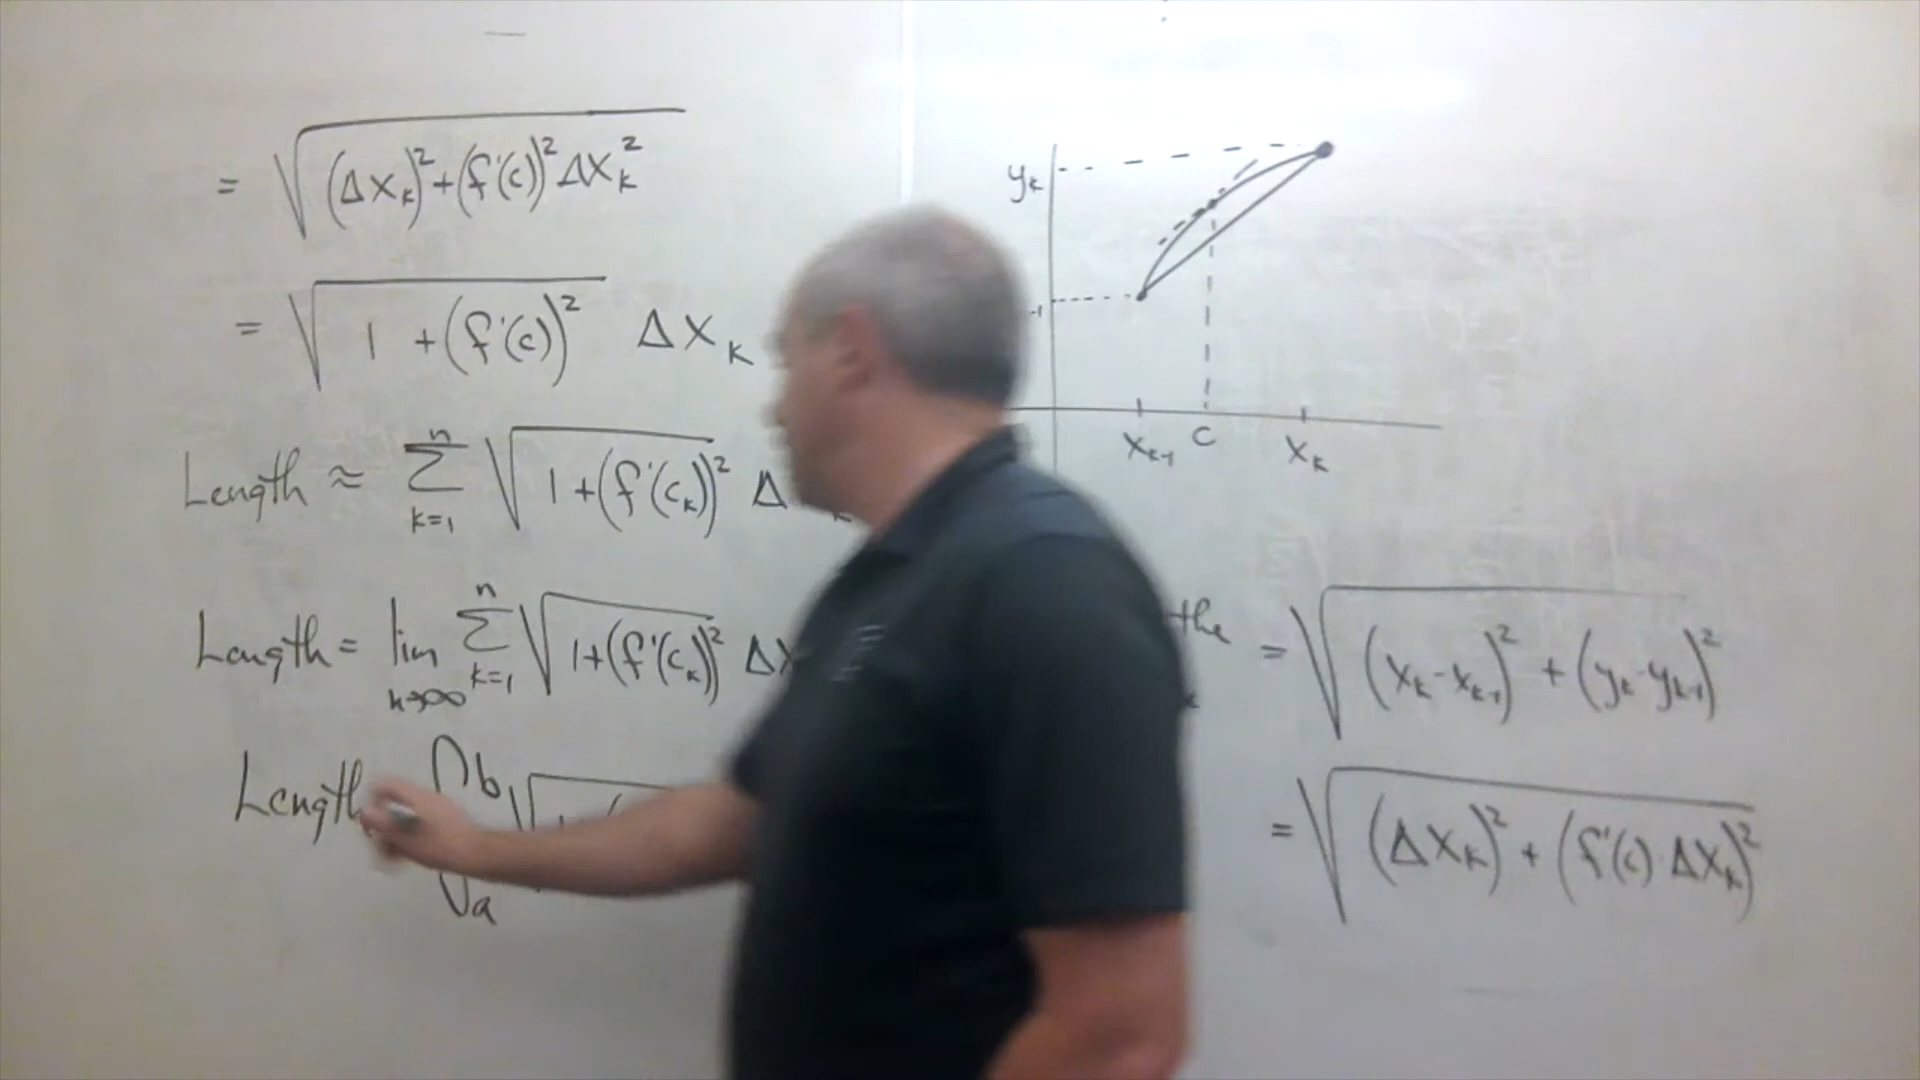 = √((Δx_k)² + (f'(c))² Δx_k²)
= √(1 + (f'(c))²) Δx_k
Length ≈ Σ_{k=1}^{n} √(1 + (f'(c_k))²) Δ
Length = lim_{n→∞} Σ_{k=1}^{n} √(1 + (f'(c_k))²) Δx
Length ∫_a^b √
y_k
-1
x_{k-1} c x_k
the = √((x_k - x_{k-1})² + (y_k - y_{k-1})²)
= √((Δx_k)² + (f'(c) · Δx_k)²)